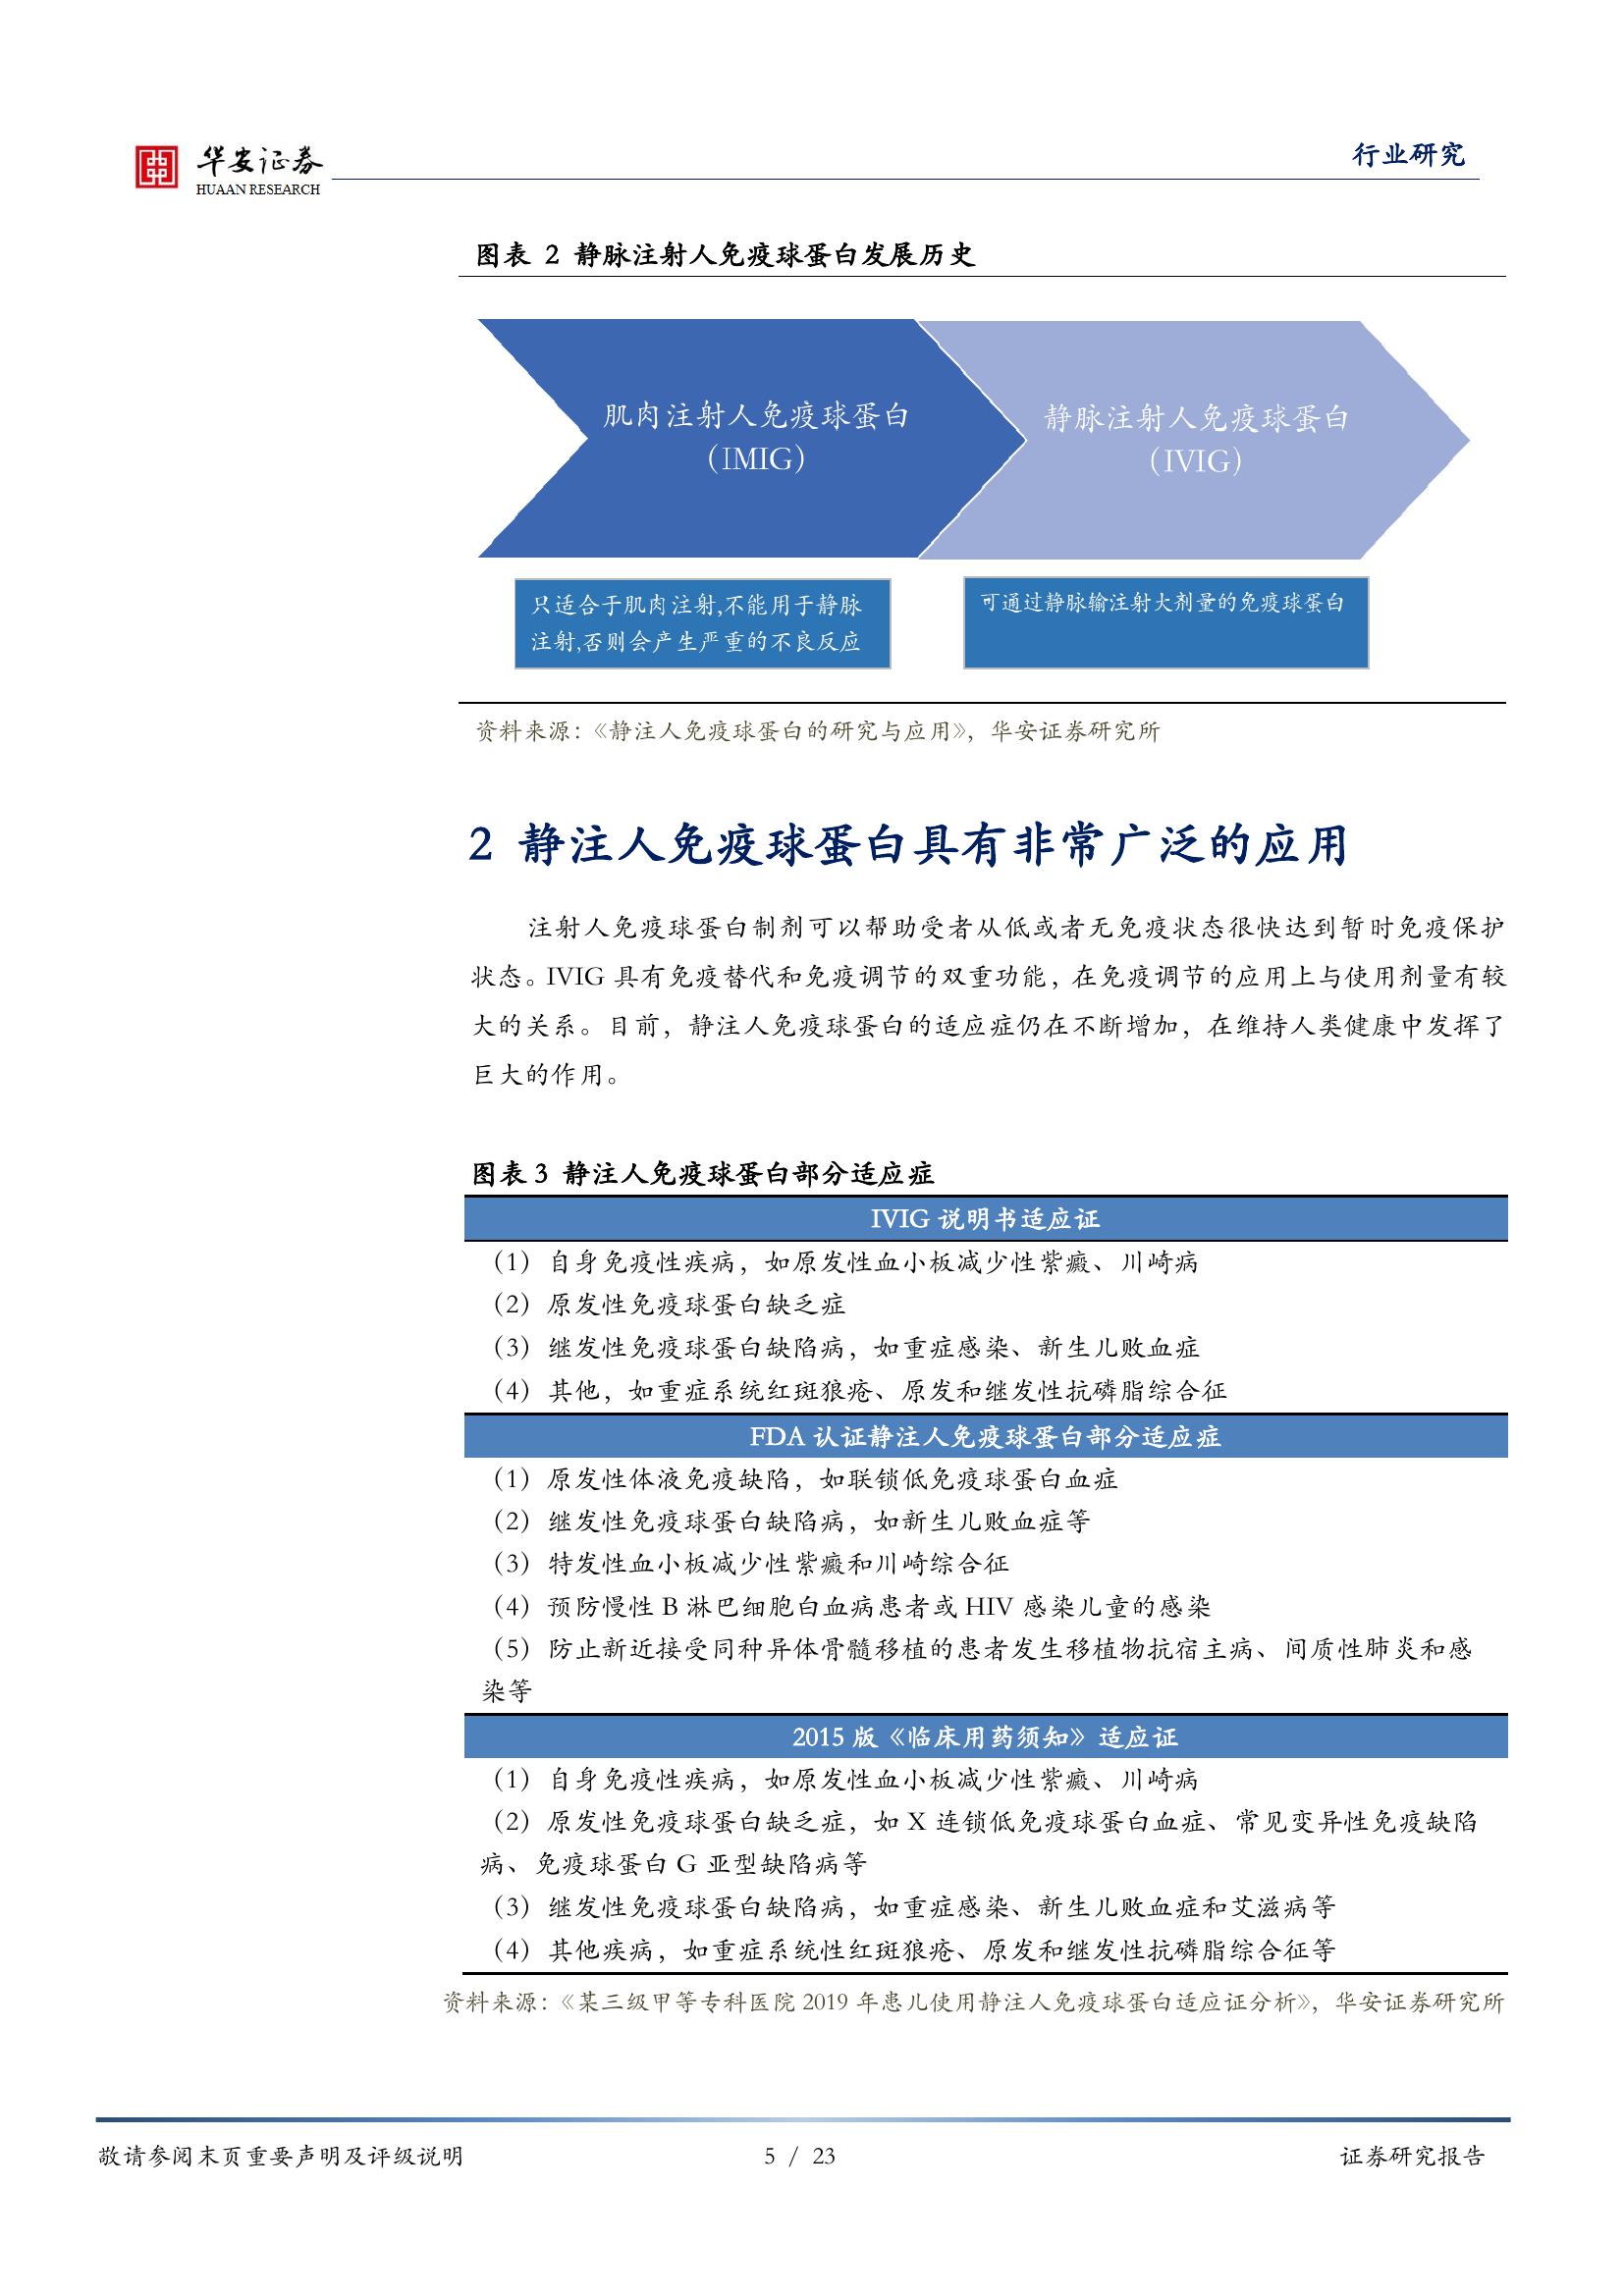 华安证券
HUAAN RESEARCH
行业研究
图表 2 静脉注射人免疫球蛋白发展历史
肌肉注射人免疫球蛋白
（IMIG）
静脉注射人免疫球蛋白
（IVIG）
只适合于肌肉注射,不能用于静脉
注射,否则会产生严重的不良反应
可通过静脉输注射大剂量的免疫球蛋白
资料来源：《静注人免疫球蛋白的研究与应用》，华安证券研究所
2 静注人免疫球蛋白具有非常广泛的应用
注射人免疫球蛋白制剂可以帮助受者从低或者无免疫状态很快达到暂时免疫保护
状态。IVIG 具有免疫替代和免疫调节的双重功能，在免疫调节的应用上与使用剂量有较
大的关系。目前，静注人免疫球蛋白的适应症仍在不断增加，在维持人类健康中发挥了
巨大的作用。
图表 3 静注人免疫球蛋白部分适应症
IVIG 说明书适应证
（1）自身免疫性疾病，如原发性血小板减少性紫癜、川崎病
（2）原发性免疫球蛋白缺乏症
（3）继发性免疫球蛋白缺陷病，如重症感染、新生儿败血症
（4）其他，如重症系统红斑狼疮、原发和继发性抗磷脂综合征
FDA 认证静注人免疫球蛋白部分适应症
（1）原发性体液免疫缺陷，如联锁低免疫球蛋白血症
（2）继发性免疫球蛋白缺陷病，如新生儿败血症等
（3）特发性血小板减少性紫癜和川崎综合征
（4）预防慢性 B 淋巴细胞白血病患者或 HIV 感染儿童的感染
（5）防止新近接受同种异体骨髓移植的患者发生移植物抗宿主病、间质性肺炎和感
染等
2015 版《临床用药须知》适应证
（1）自身免疫性疾病，如原发性血小板减少性紫癜、川崎病
（2）原发性免疫球蛋白缺乏症，如 X 连锁低免疫球蛋白血症、常见变异性免疫缺陷
病、免疫球蛋白 G 亚型缺陷病等
（3）继发性免疫球蛋白缺陷病，如重症感染、新生儿败血症和艾滋病等
（4）其他疾病，如重症系统性红斑狼疮、原发和继发性抗磷脂综合征等
资料来源：《某三级甲等专科医院 2019 年患儿使用静注人免疫球蛋白适应证分析》，华安证券研究所
敬请参阅末页重要声明及评级说明
5 / 23
证券研究报告